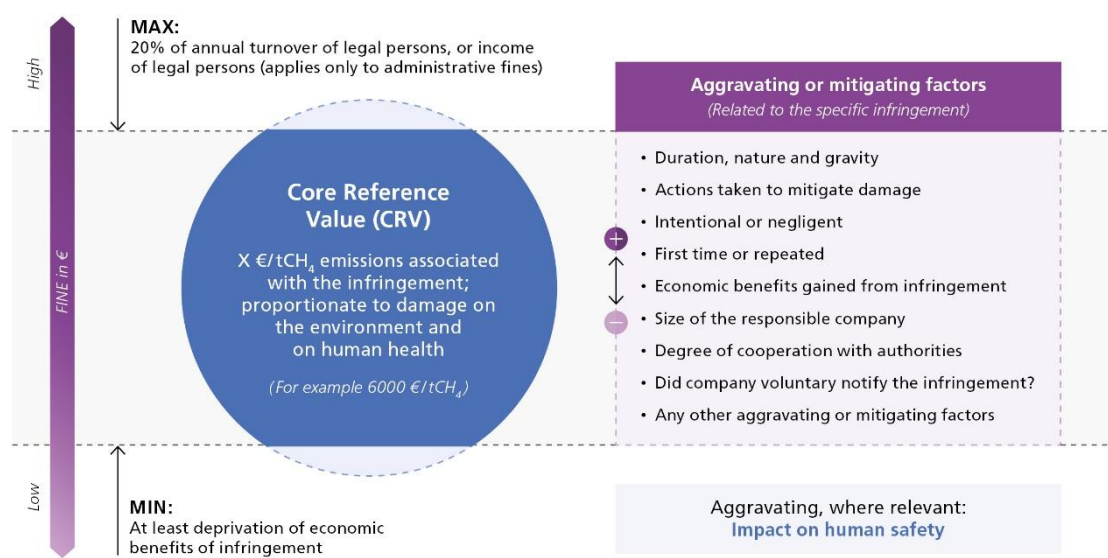 High
FINE in €
Low
MAX:
20% of annual turnover of legal persons, or income
of legal persons (applies only to administrative fines)
Core Reference
Value (CRV)
X €/tCH₄ emissions associated
with the infringement;
proportionate to damage on
the environment and
on human health
(For example 6000 €/tCH₄)
MIN:
At least deprivation of economic
benefits of infringement
Aggravating or mitigating factors
(Related to the specific infringement)
+
−
• Duration, nature and gravity
• Actions taken to mitigate damage
• Intentional or negligent
• First time or repeated
• Economic benefits gained from infringement
• Size of the responsible company
• Degree of cooperation with authorities
• Did company voluntary notify the infringement?
• Any other aggravating or mitigating factors
Aggravating, where relevant:
Impact on human safety